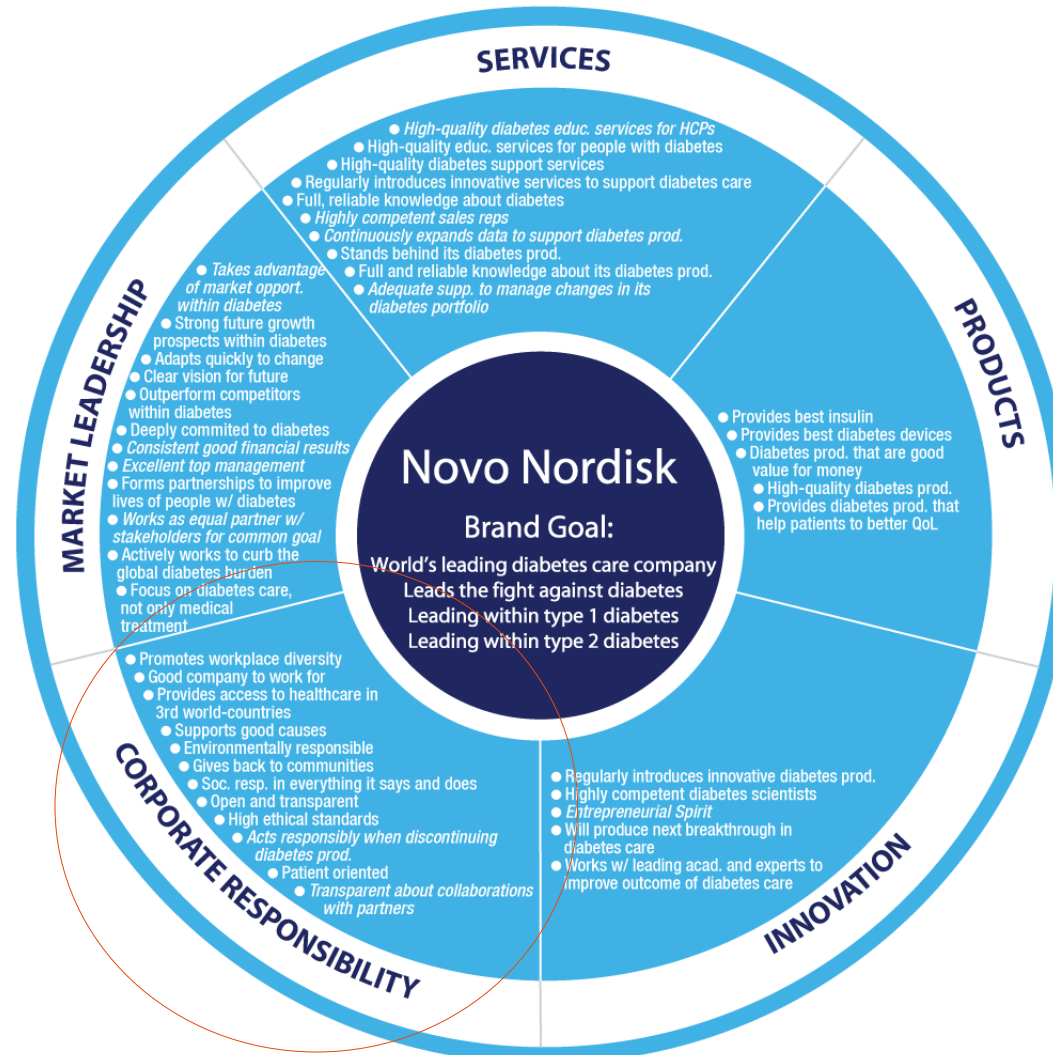 SERVICES
● High-quality diabetes educ. services for HCPs
● High-quality educ. services for people with diabetes
● High-quality diabetes support services
● Regularly introduces innovative services to support diabetes care
● Full, reliable knowledge about diabetes
● Highly competent sales reps
● Continuously expands data to support diabetes prod.
● Stands behind its diabetes prod.
● Full and reliable knowledge about its diabetes prod.
● Adequate supp. to manage changes in its
diabetes portfolio
PRODUCTS
● Provides best insulin
● Provides best diabetes devices
● Diabetes prod. that are good
value for money
● High-quality diabetes prod.
● Provides diabetes prod. that
help patients to better QoL
INNOVATION
● Regularly introduces innovative diabetes prod.
● Highly competent diabetes scientists
● Entrepreneurial Spirit
● Will produce next breakthrough in
diabetes care
● Works w/ leading acad. and experts to
improve outcome of diabetes care
CORPORATE RESPONSIBILITY
● Promotes workplace diversity
● Good company to work for
● Provides access to healthcare in
3rd world-countries
● Supports good causes
● Environmentally responsible
● Gives back to communities
● Soc. resp. in everything it says and does
● Open and transparent
● High ethical standards
● Acts responsibly when discontinuing
diabetes prod.
● Patient oriented
● Transparent about collaborations
with partners
MARKET LEADERSHIP
● Takes advantage
of market opport.
within diabetes
● Strong future growth
prospects within diabetes
● Adapts quickly to change
● Clear vision for future
● Outperform competitors
within diabetes
● Deeply commited to diabetes
● Consistent good financial results
● Excellent top management
● Forms partnerships to improve
lives of people w/ diabetes
● Works as equal partner w/
stakeholders for common goal
● Actively works to curb the
global diabetes burden
● Focus on diabetes care,
not only medical
treatment
Novo Nordisk
Brand Goal:
World's leading diabetes care company
Leads the fight against diabetes
Leading within type 1 diabetes
Leading within type 2 diabetes